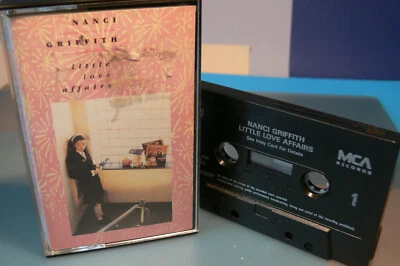 NANCI
GRIFFITH
little
love
affairs
NANCI GRIFFITH
LITTLE LOVE AFFAIRS
See Inlay Card For Details
MCA
RECORDS
1